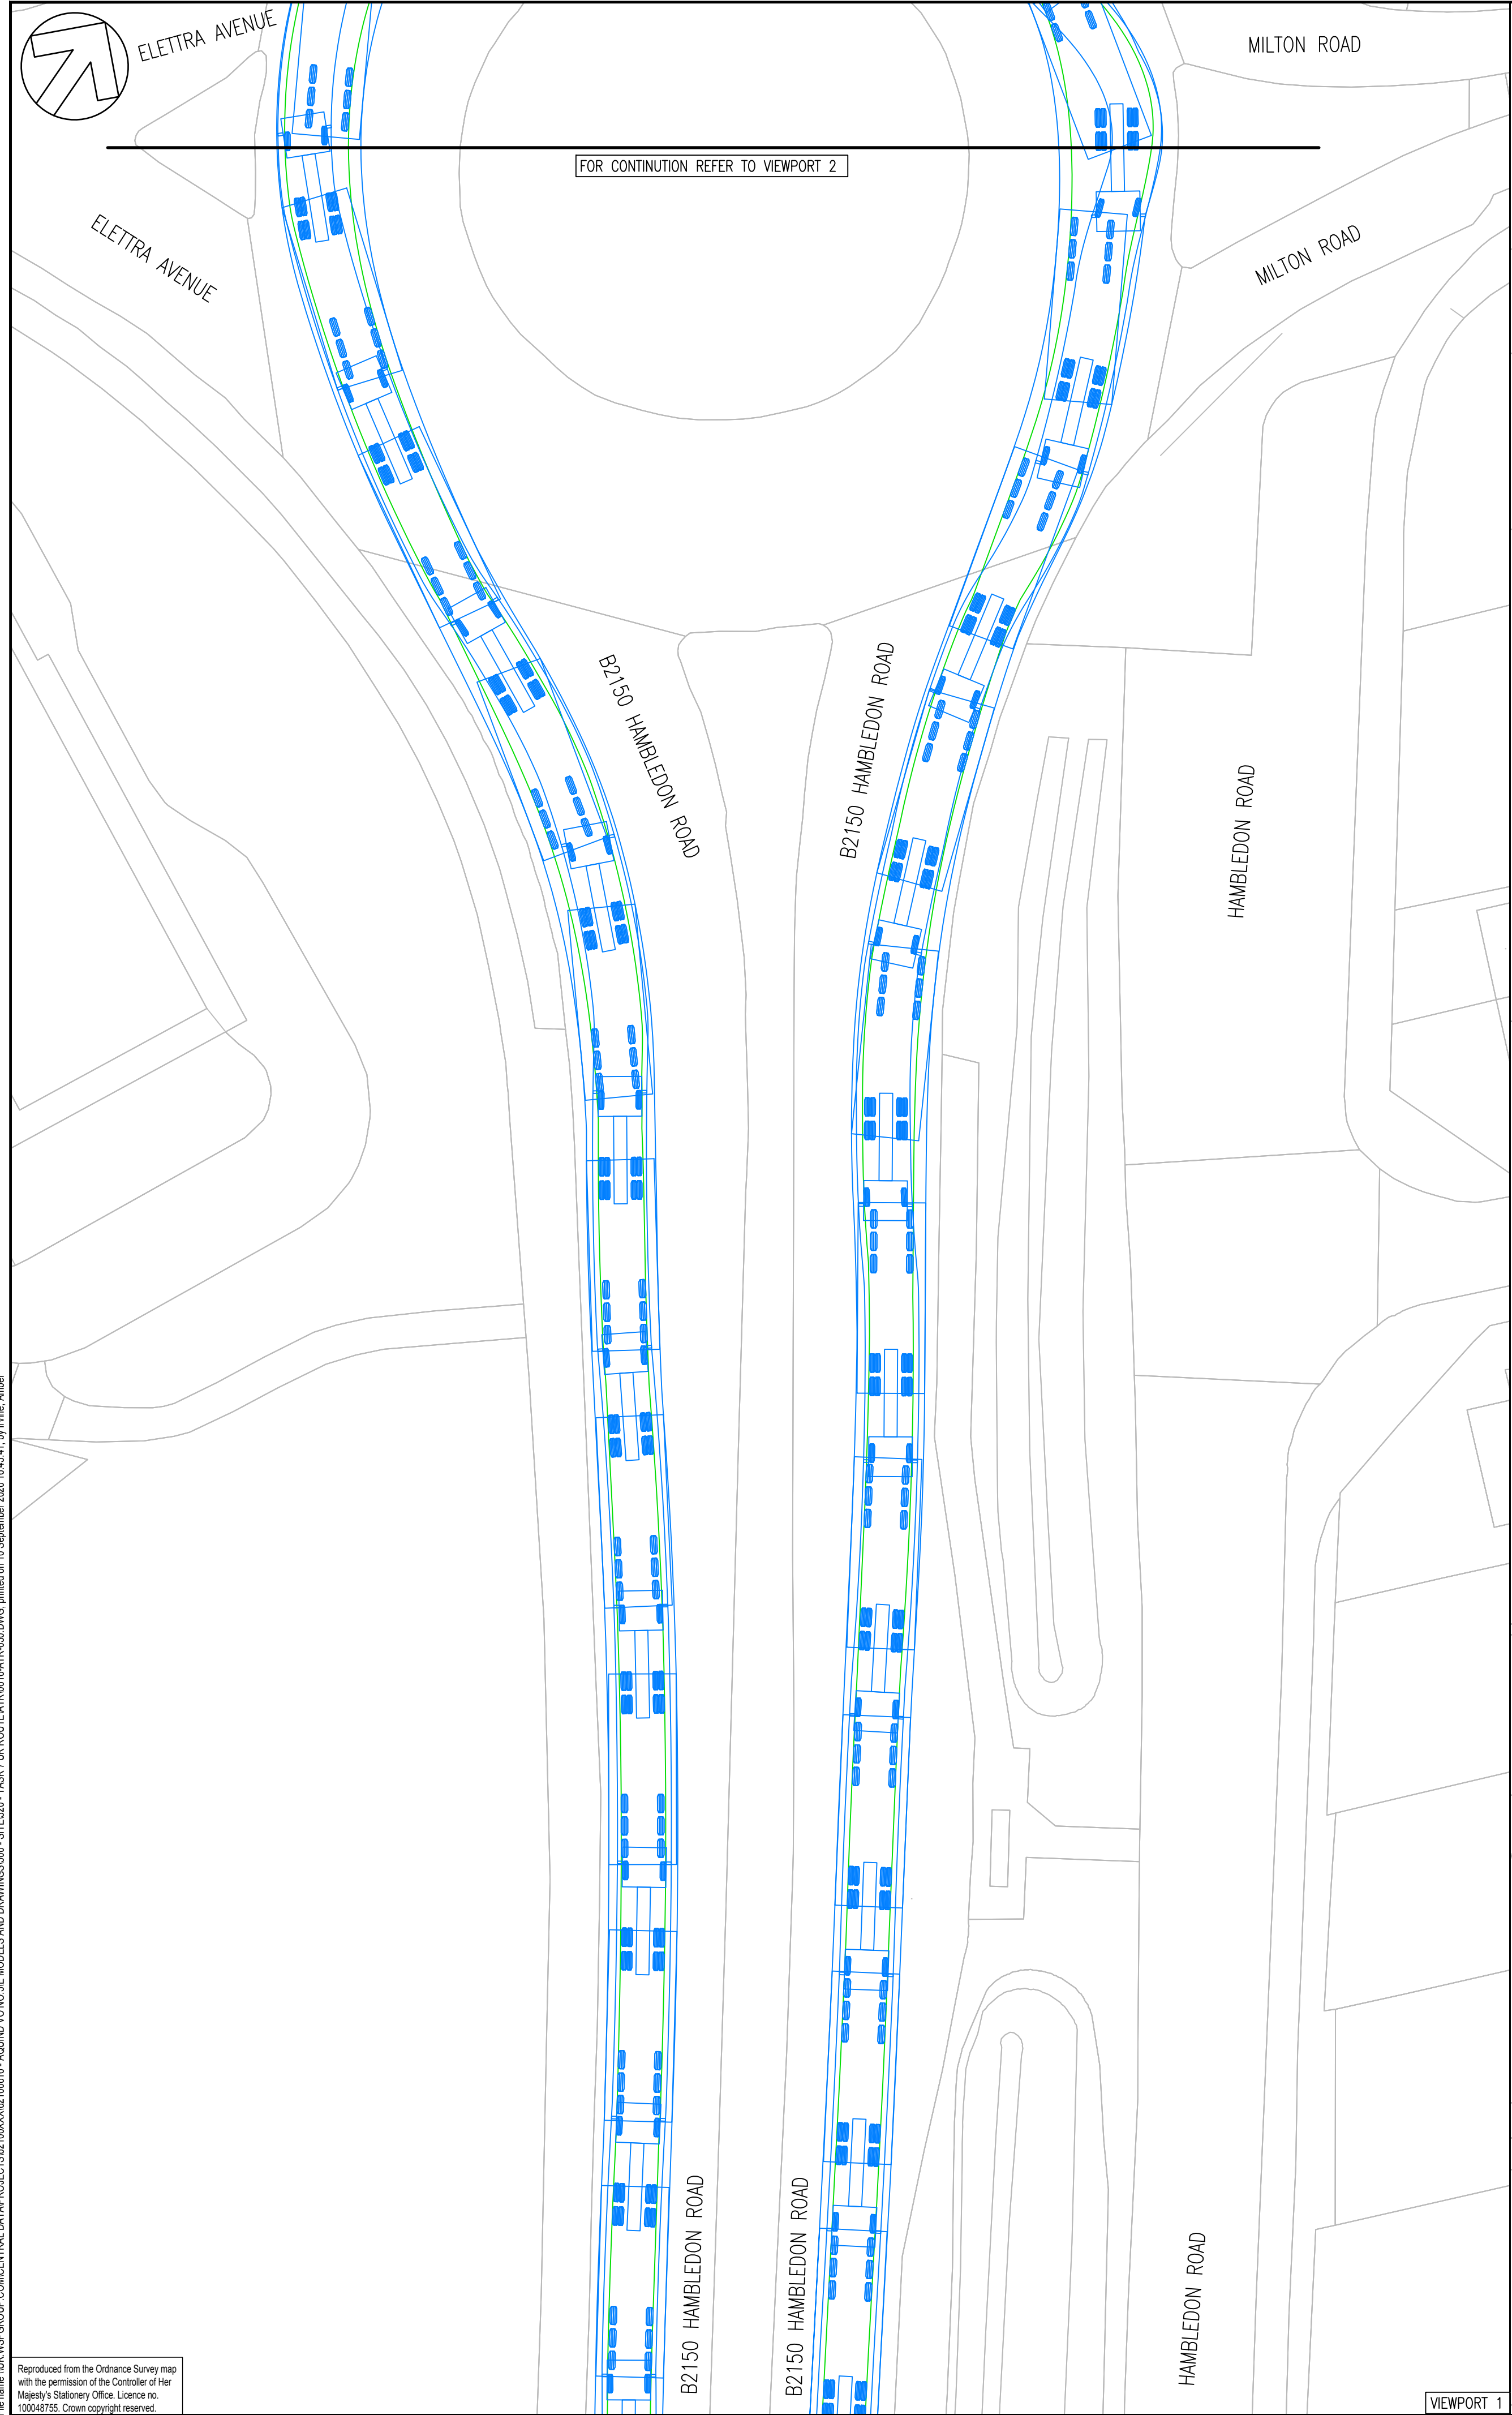 ELETTRA AVENUE
MILTON ROAD
FOR CONTINUTION REFER TO VIEWPORT 2
ELETTRA AVENUE
MILTON ROAD
B2150 HAMBLEDON ROAD
B2150 HAMBLEDON ROAD
HAMBLEDON ROAD
B2150 HAMBLEDON ROAD
B2150 HAMBLEDON ROAD
HAMBLEDON ROAD
Reproduced from the Ordnance Survey map
with the permission of the Controller of Her
Majesty's Stationery Office. Licence no.
100048755. Crown copyright reserved.
VIEWPORT 1